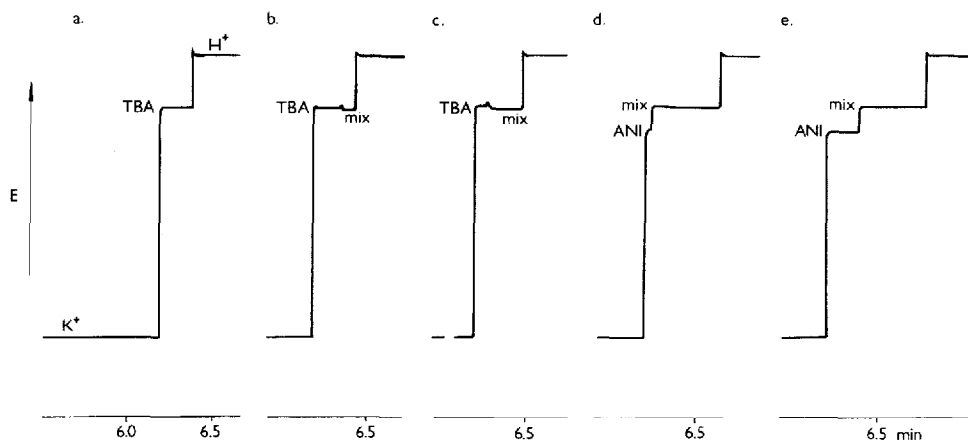 a.
b.
c.
d.
e.
H+
TBA
TBA
mix
TBA
mix
mix
ANI
mix
ANI
E
K+
6.0 6.5
6.5
6.5
6.5
6.5 min